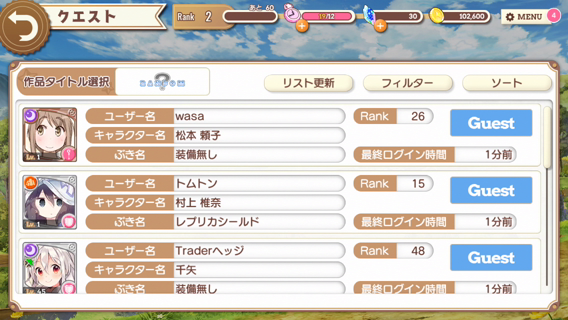 クエスト
Rank 2
あと 60
19/12
30
102,600
MENU 4
作品タイトル選択
RANDOM
?
リスト更新
フィルター
ソート
ユーザー名 wasa
Rank 26
キャラクター名 松本 頼子
Guest
ぶき名 装備無し
最終ログイン時間 1分前
Lv. 1
ユーザー名 トムトン
Rank 15
キャラクター名 村上 椎奈
Guest
ぶき名 レプリカシールド
最終ログイン時間 1分前
Lv. 1
ユーザー名 Traderヘッジ
Rank 48
キャラクター名 千矢
Guest
ぶき名 装備無し
最終ログイン時間 1分前
Lv. 45